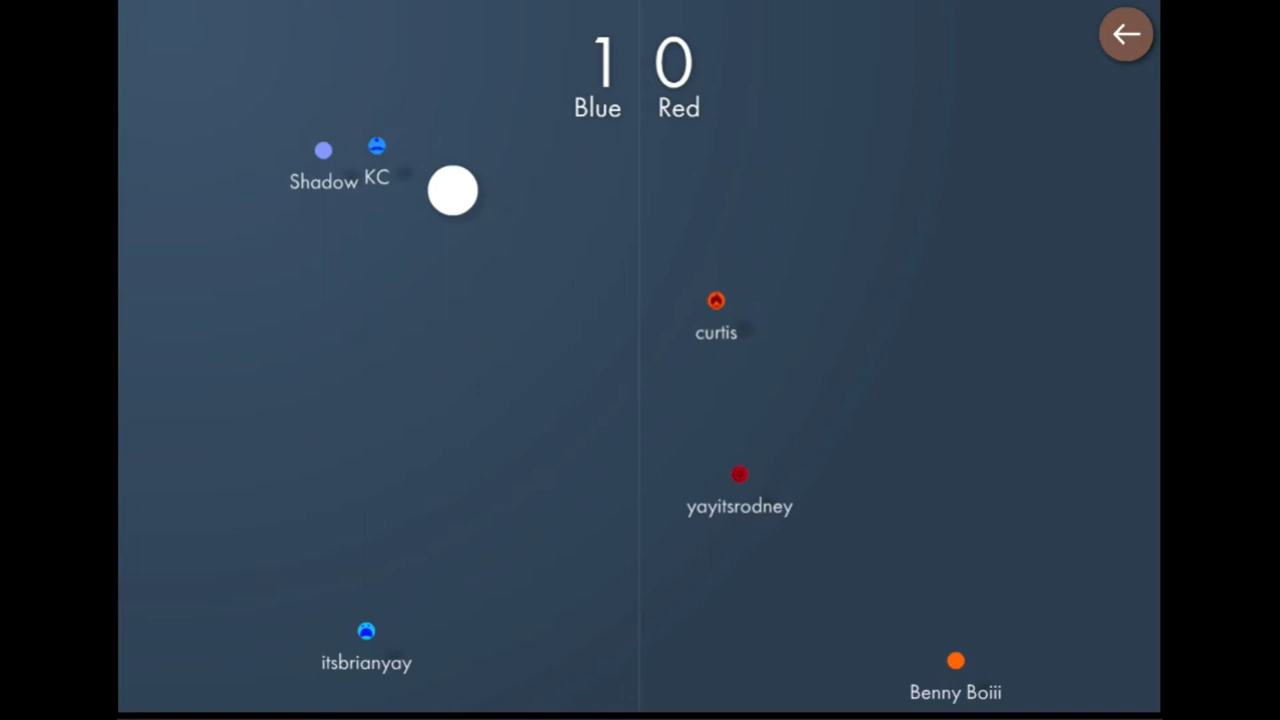 1 0
Blue Red
Shadow KC
curtis
yayitsrodney
itsbrianyay
Benny Boiii